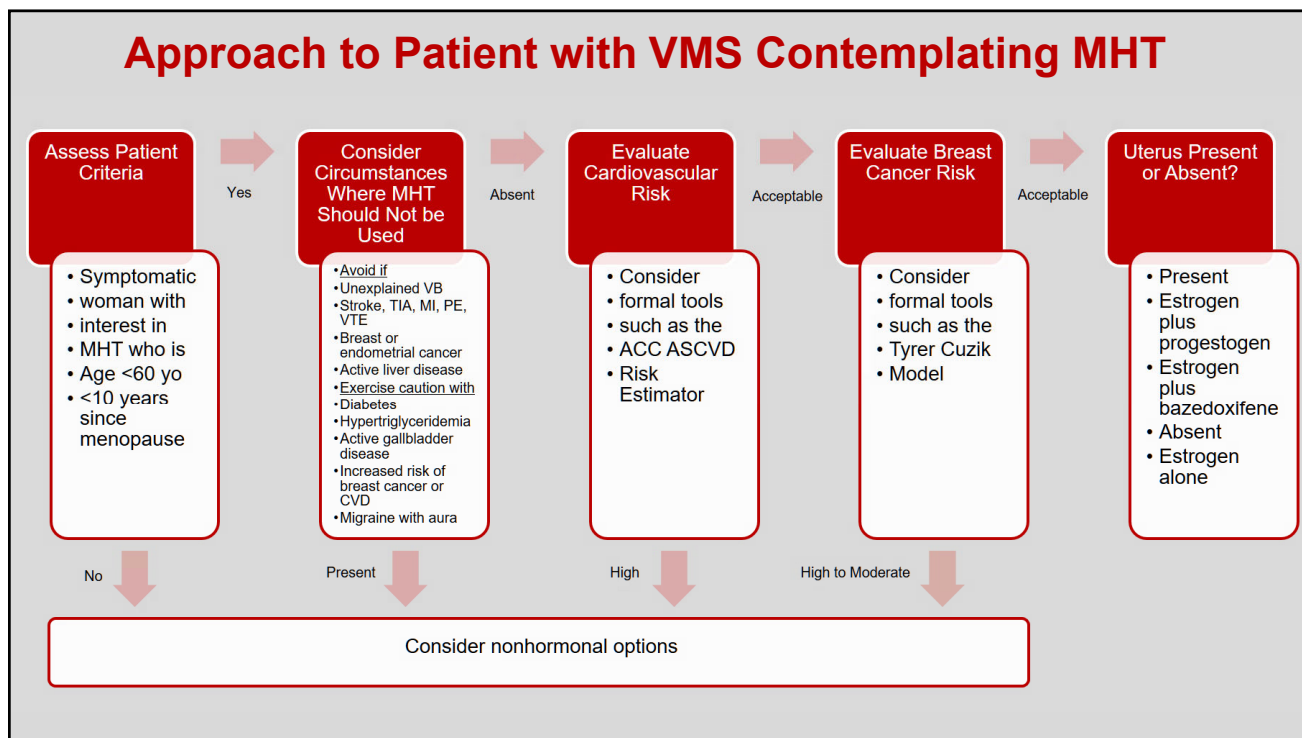 Approach to Patient with VMS Contemplating MHT
Assess Patient
Criteria
Yes
Consider
Circumstances
Where MHT
Should Not be
Used
Absent
Evaluate
Cardiovascular
Risk
Acceptable
Evaluate Breast
Cancer Risk
Acceptable
Uterus Present
or Absent?
• Symptomatic
• woman with
• interest in
• MHT who is
• Age <60 yo
• <10 years
since
menopause
•Avoid if
•Unexplained VB
•Stroke, TIA, MI, PE,
VTE
•Breast or
endometrial cancer
•Active liver disease
•Exercise caution with
•Diabetes
•Hypertriglyceridemia
•Active gallbladder
disease
•Increased risk of
breast cancer or
CVD
•Migraine with aura
• Consider
• formal tools
• such as the
• ACC ASCVD
• Risk
Estimator
• Consider
• formal tools
• such as the
• Tyrer Cuzik
• Model
• Present
• Estrogen
plus
progestogen
• Estrogen
plus
bazedoxifene
• Absent
• Estrogen
alone
No
Present
High
High to Moderate
Consider nonhormonal options